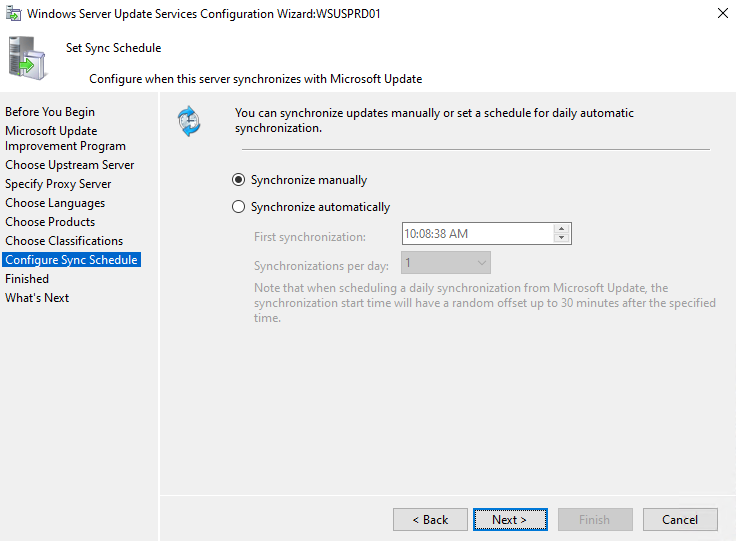 Windows Server Update Services Configuration Wizard:WSUSPRD01
Set Sync Schedule
Configure when this server synchronizes with Microsoft Update
Before You Begin
Microsoft Update
Improvement Program
Choose Upstream Server
Specify Proxy Server
Choose Languages
Choose Products
Choose Classifications
Configure Sync Schedule
Finished
What's Next
You can synchronize updates manually or set a schedule for daily automatic
synchronization.
Synchronize manually
Synchronize automatically
First synchronization: 10:08:38 AM
Synchronizations per day: 1
Note that when scheduling a daily synchronization from Microsoft Update, the
synchronization start time will have a random offset up to 30 minutes after the specified
time.
< Back Next > Finish Cancel